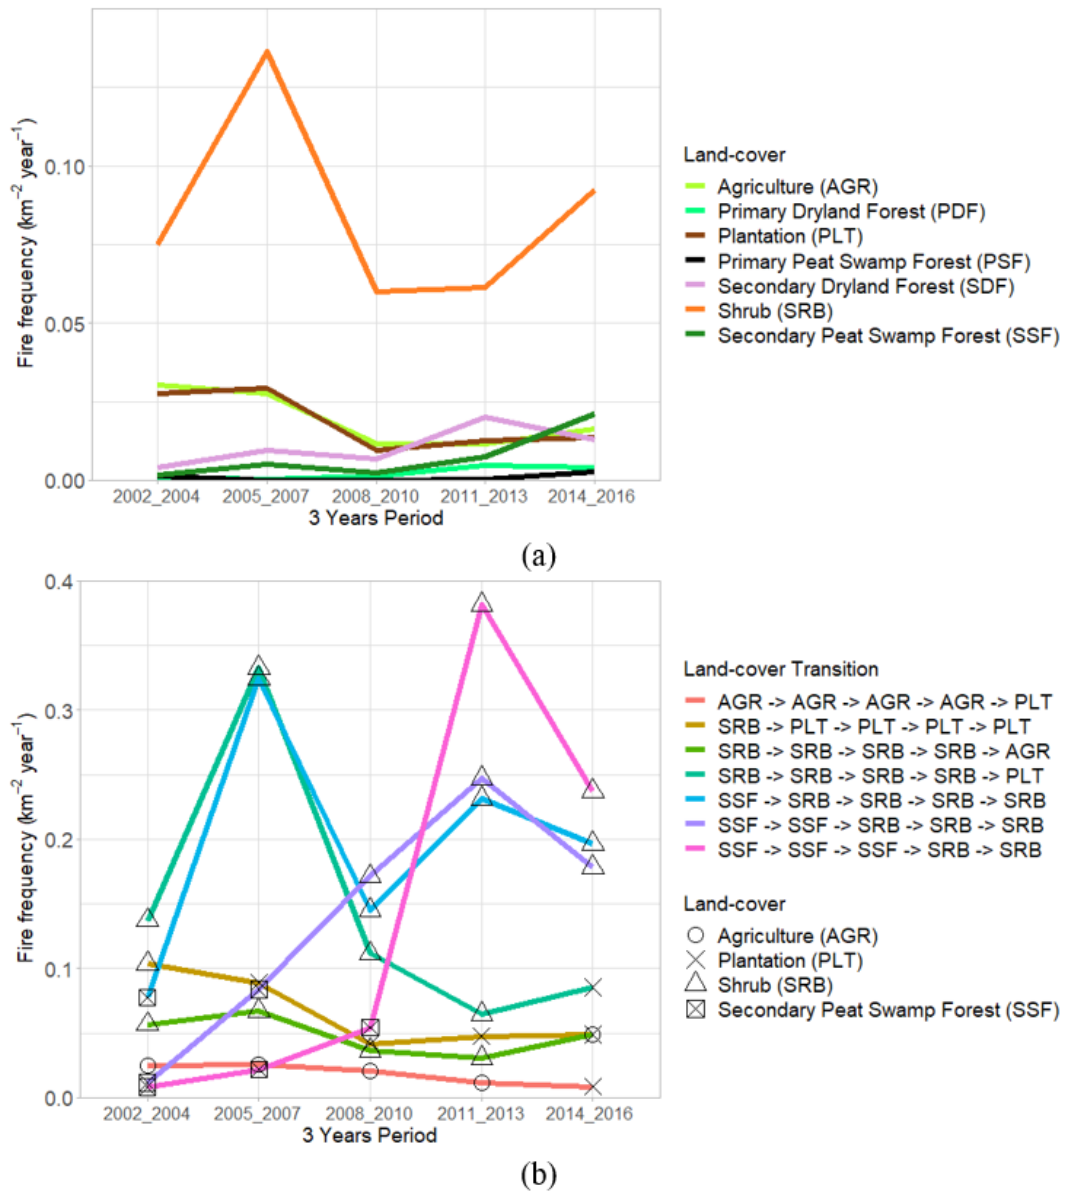 Fire frequency (km⁻² year⁻¹)
0.10
0.05
0.00
2002_2004 2005_2007 2008_2010 2011_2013 2014_2016
3 Years Period
Land-cover
Agriculture (AGR)
Primary Dryland Forest (PDF)
Plantation (PLT)
Primary Peat Swamp Forest (PSF)
Secondary Dryland Forest (SDF)
Shrub (SRB)
Secondary Peat Swamp Forest (SSF)
(a)
Fire frequency (km⁻² year⁻¹)
0.4
0.3
0.2
0.1
0.0
2002_2004 2005_2007 2008_2010 2011_2013 2014_2016
3 Years Period
Land-cover Transition
AGR -> AGR -> AGR -> AGR -> PLT
SRB -> PLT -> PLT -> PLT -> PLT
SRB -> SRB -> SRB -> SRB -> AGR
SRB -> SRB -> SRB -> SRB -> PLT
SSF -> SRB -> SRB -> SRB -> SRB
SSF -> SSF -> SRB -> SRB -> SRB
SSF -> SSF -> SSF -> SRB -> SRB
Land-cover
Agriculture (AGR)
Plantation (PLT)
Shrub (SRB)
Secondary Peat Swamp Forest (SSF)
(b)